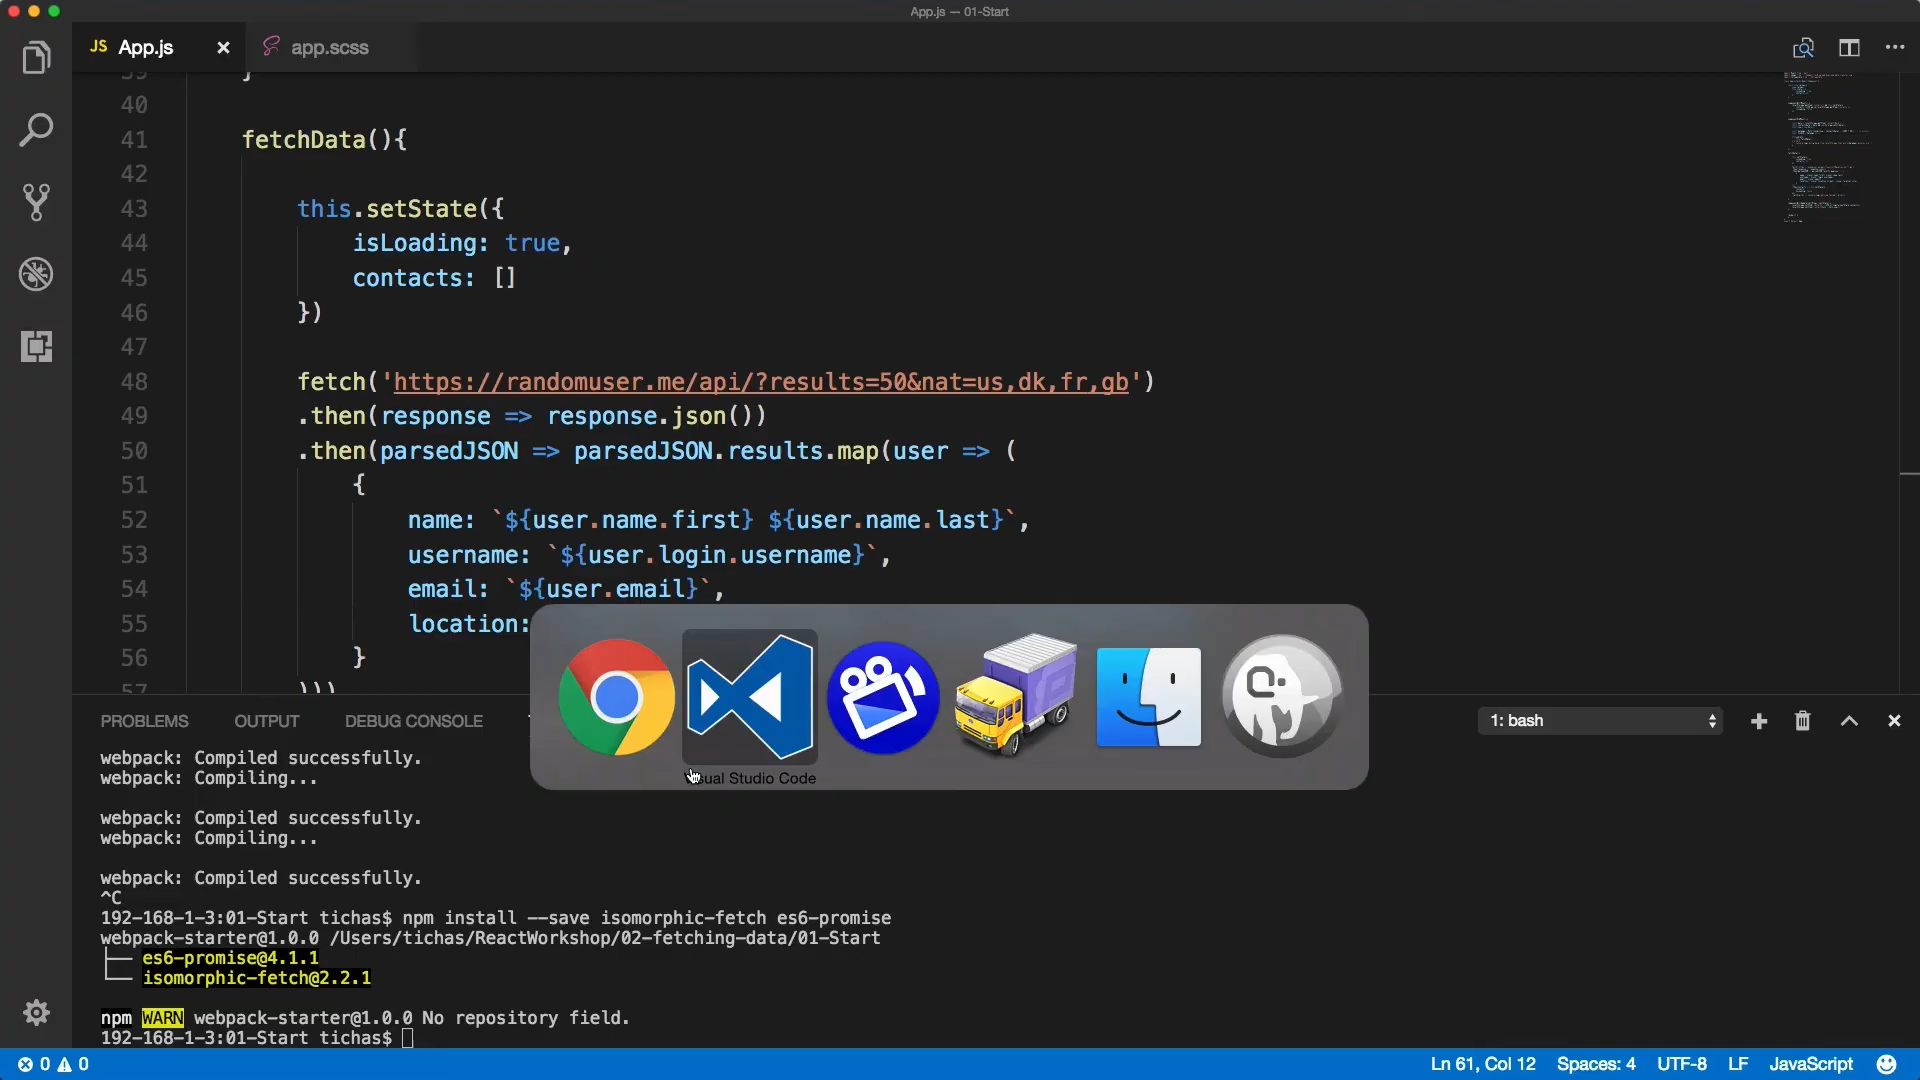 App.js — 01-Start
JS App.js × app.scss
40
41 fetchData(){
42
43 this.setState({
44 isLoading: true,
45 contacts: []
46 })
47
48 fetch('https://randomuser.me/api/?results=50&nat=us,dk,fr,gb')
49 .then(response => response.json())
50 .then(parsedJSON => parsedJSON.results.map(user => (
51 {
52 name: `${user.name.first} ${user.name.last}`,
53 username: `${user.login.username}`,
54 email: `${user.email}`,
55 location:
56 }
57 )))
Visual Studio Code
PROBLEMS OUTPUT DEBUG CONSOLE 1: bash
webpack: Compiled successfully.
webpack: Compiling...
webpack: Compiled successfully.
webpack: Compiling...
webpack: Compiled successfully.
^C
192-168-1-3:01-Start tichas$ npm install --save isomorphic-fetch es6-promise
webpack-starter@1.0.0 /Users/tichas/ReactWorkshop/02-fetching-data/01-Start
├── es6-promise@4.1.1
└── isomorphic-fetch@2.2.1
npm WARN webpack-starter@1.0.0 No repository field.
192-168-1-3:01-Start tichas$
0 0 Ln 61, Col 12 Spaces: 4 UTF-8 LF JavaScript